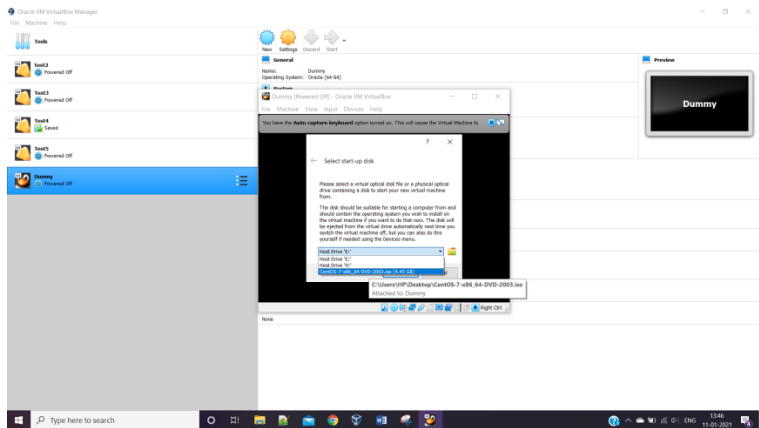 Oracle VM VirtualBox Manager
File Machine Help
Tools
New Settings Discard Start
Test2
Powered Off
Test3
Powered Off
Test4
Saved
Test5
Powered Off
Dummy
Powered Off
General
Name: Dummy
Operating System: Oracle (64-bit)
System
Preview
Dummy
Dummy [Powered Off] - Oracle VM VirtualBox
File Machine View Input Devices Help
You have the Auto capture keyboard option turned on. This will cause the Virtual Machine to
Select start-up disk
Please select a virtual optical disk file or a physical optical
drive containing a disk to start your new virtual machine
from.
The disk should be suitable for starting a computer from and
should contain the operating system you wish to install on
the virtual machine if you want to do that now. The disk will
be ejected from the virtual drive automatically next time you
switch the virtual machine off, but you can also do this
yourself if needed using the Devices menu.
Host Drive 'E:'
Host Drive 'E:'
CentOS-7-x86_64-DVD-2003.iso [4.45 GB]
C:\Users\HP\Desktop\CentOS-7-x86_64-DVD-2003.iso
Attached to: Dummy
Right Ctrl
None
Type here to search
ENG
13:46
11-01-2021